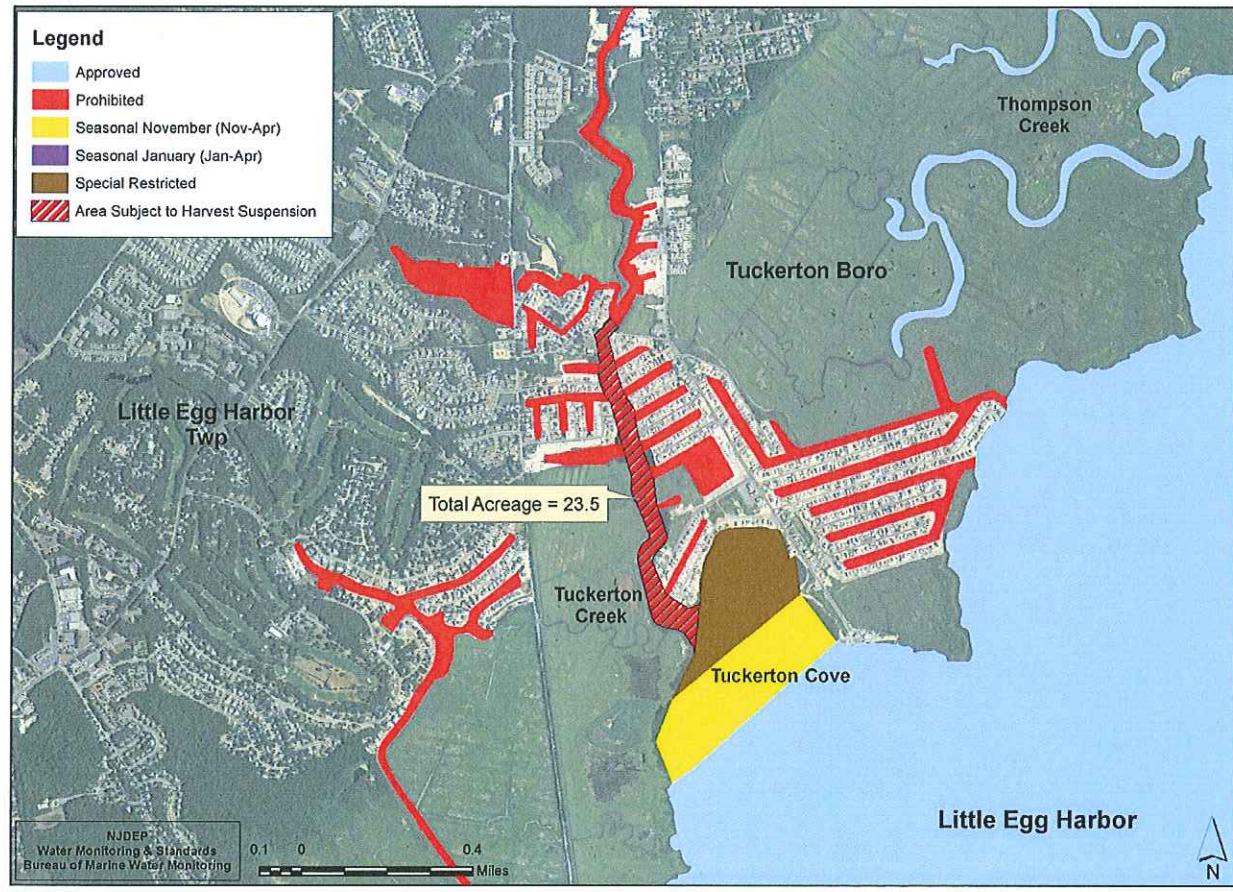 Legend
Approved
Prohibited
Seasonal November (Nov-Apr)
Seasonal January (Jan-Apr)
Special Restricted
Area Subject to Harvest Suspension
Thompson
Creek
Tuckerton Boro
Little Egg Harbor
Twp
Total Acreage = 23.5
Tuckerton
Creek
Tuckerton Cove
Little Egg Harbor
NJDEP
Water Monitoring & Standards
Bureau of Marine Water Monitoring
0.1 0 0.4
Miles
N